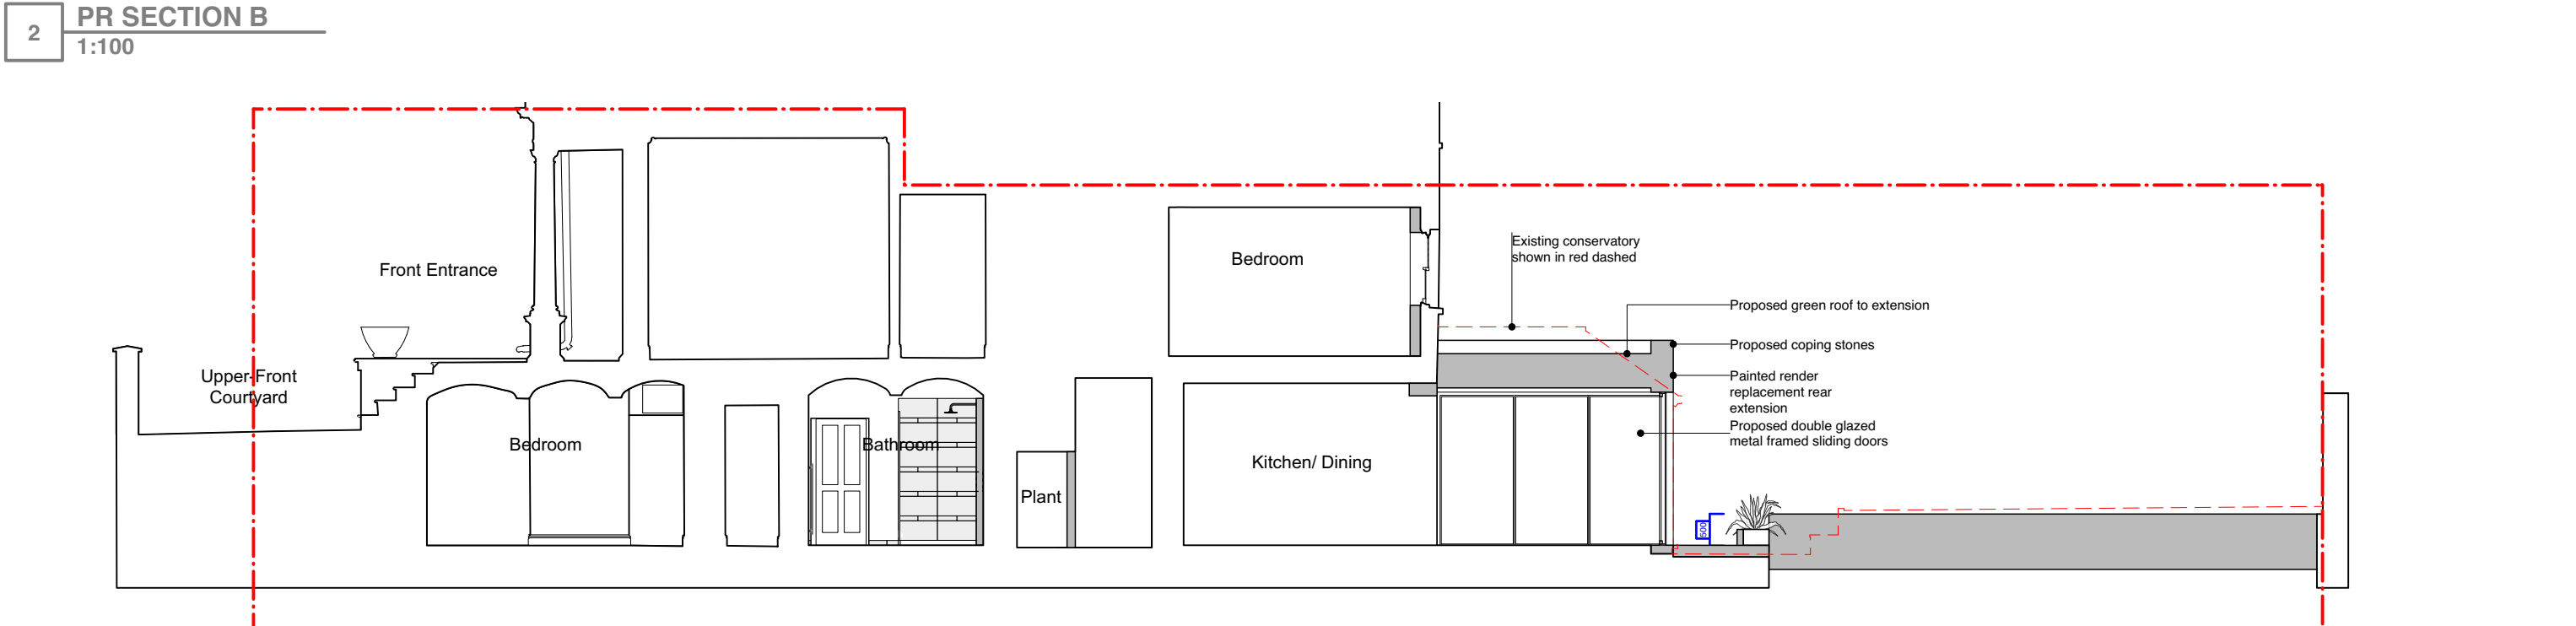 2
PR SECTION B
1:100
Front Entrance
Upper-Front
Courtyard
Bedroom
Bathroom
Plant
Bedroom
Kitchen/ Dining
Existing conservatory
shown in red dashed
Proposed green roof to extension
Proposed coping stones
Painted render
replacement rear
extension
Proposed double glazed
metal framed sliding doors
500